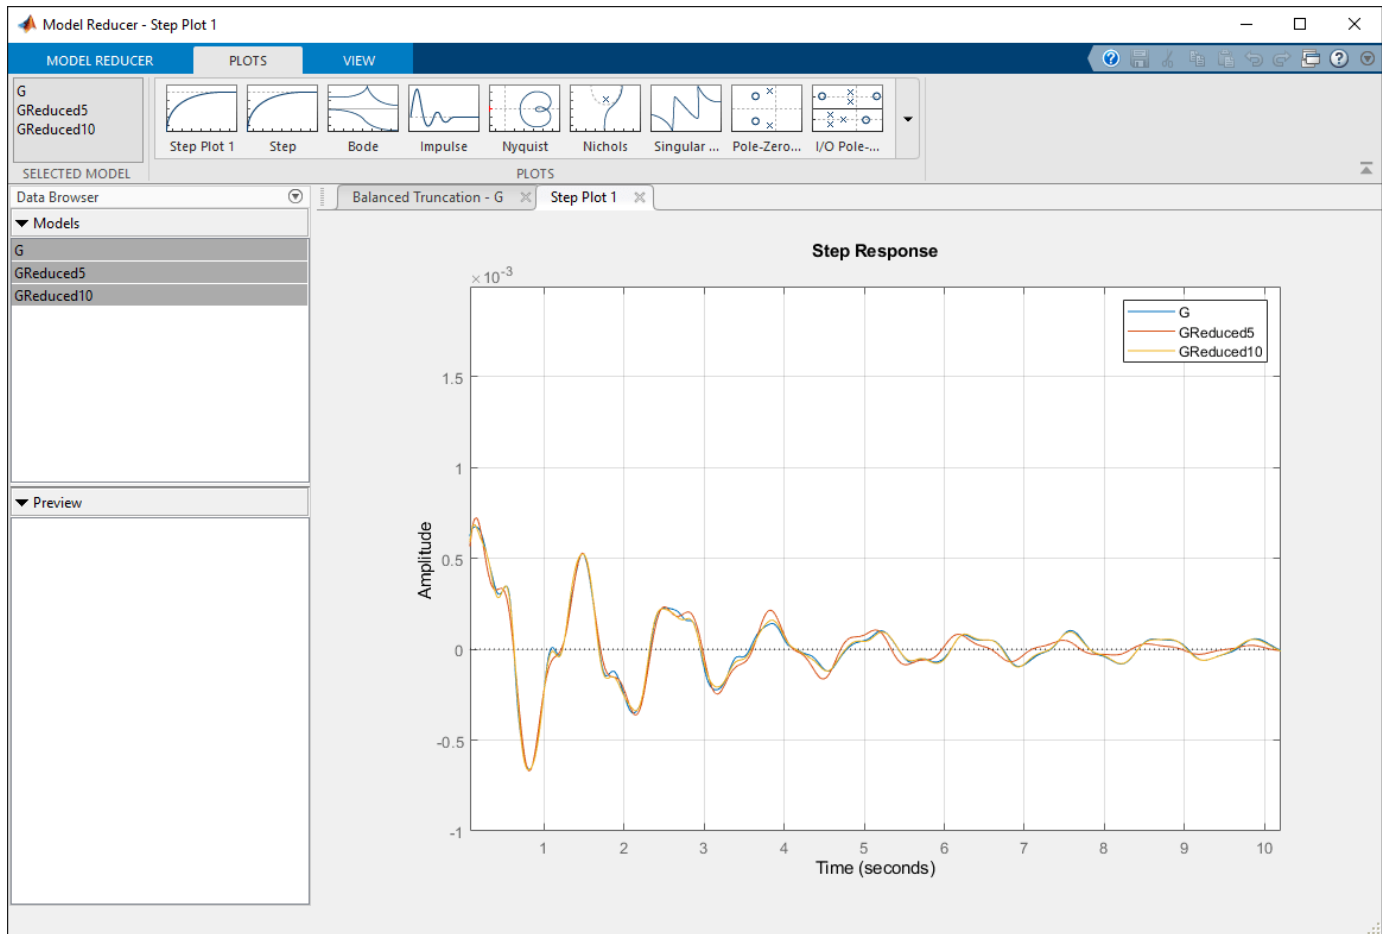 Model Reducer - Step Plot 1
MODEL REDUCER PLOTS VIEW
G
GReduced5
GReduced10
Step Plot 1 Step Bode Impulse Nyquist Nichols Singular ... Pole-Zero... I/O Pole-...
SELECTED MODEL PLOTS
Data Browser
Models
G
GReduced5
GReduced10
Preview
Balanced Truncation - G Step Plot 1
Step Response
×10^-3
G
GReduced5
GReduced10
1.5
1
0.5
0
-0.5
-1
Amplitude
1 2 3 4 5 6 7 8 9 10
Time (seconds)